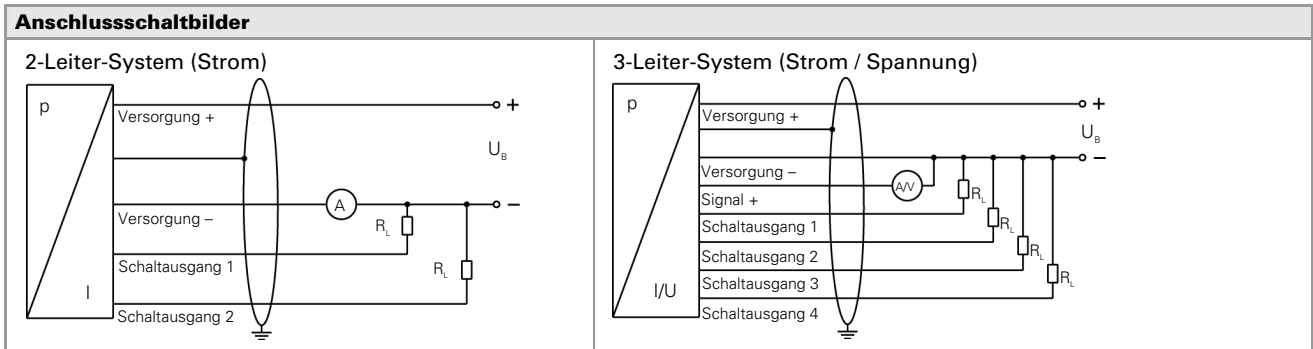 Anschlussschaltbilder
2-Leiter-System (Strom)
p
Versorgung +
+
U_B
Versorgung –
A
–
R_L
Schaltausgang 1
R_L
I
Schaltausgang 2
3-Leiter-System (Strom / Spannung)
p
+
Versorgung +
U_B
–
Versorgung –
A/V
Signal +
R_L
Schaltausgang 1
R_L
Schaltausgang 2
R_L
Schaltausgang 3
R_L
I/U
Schaltausgang 4